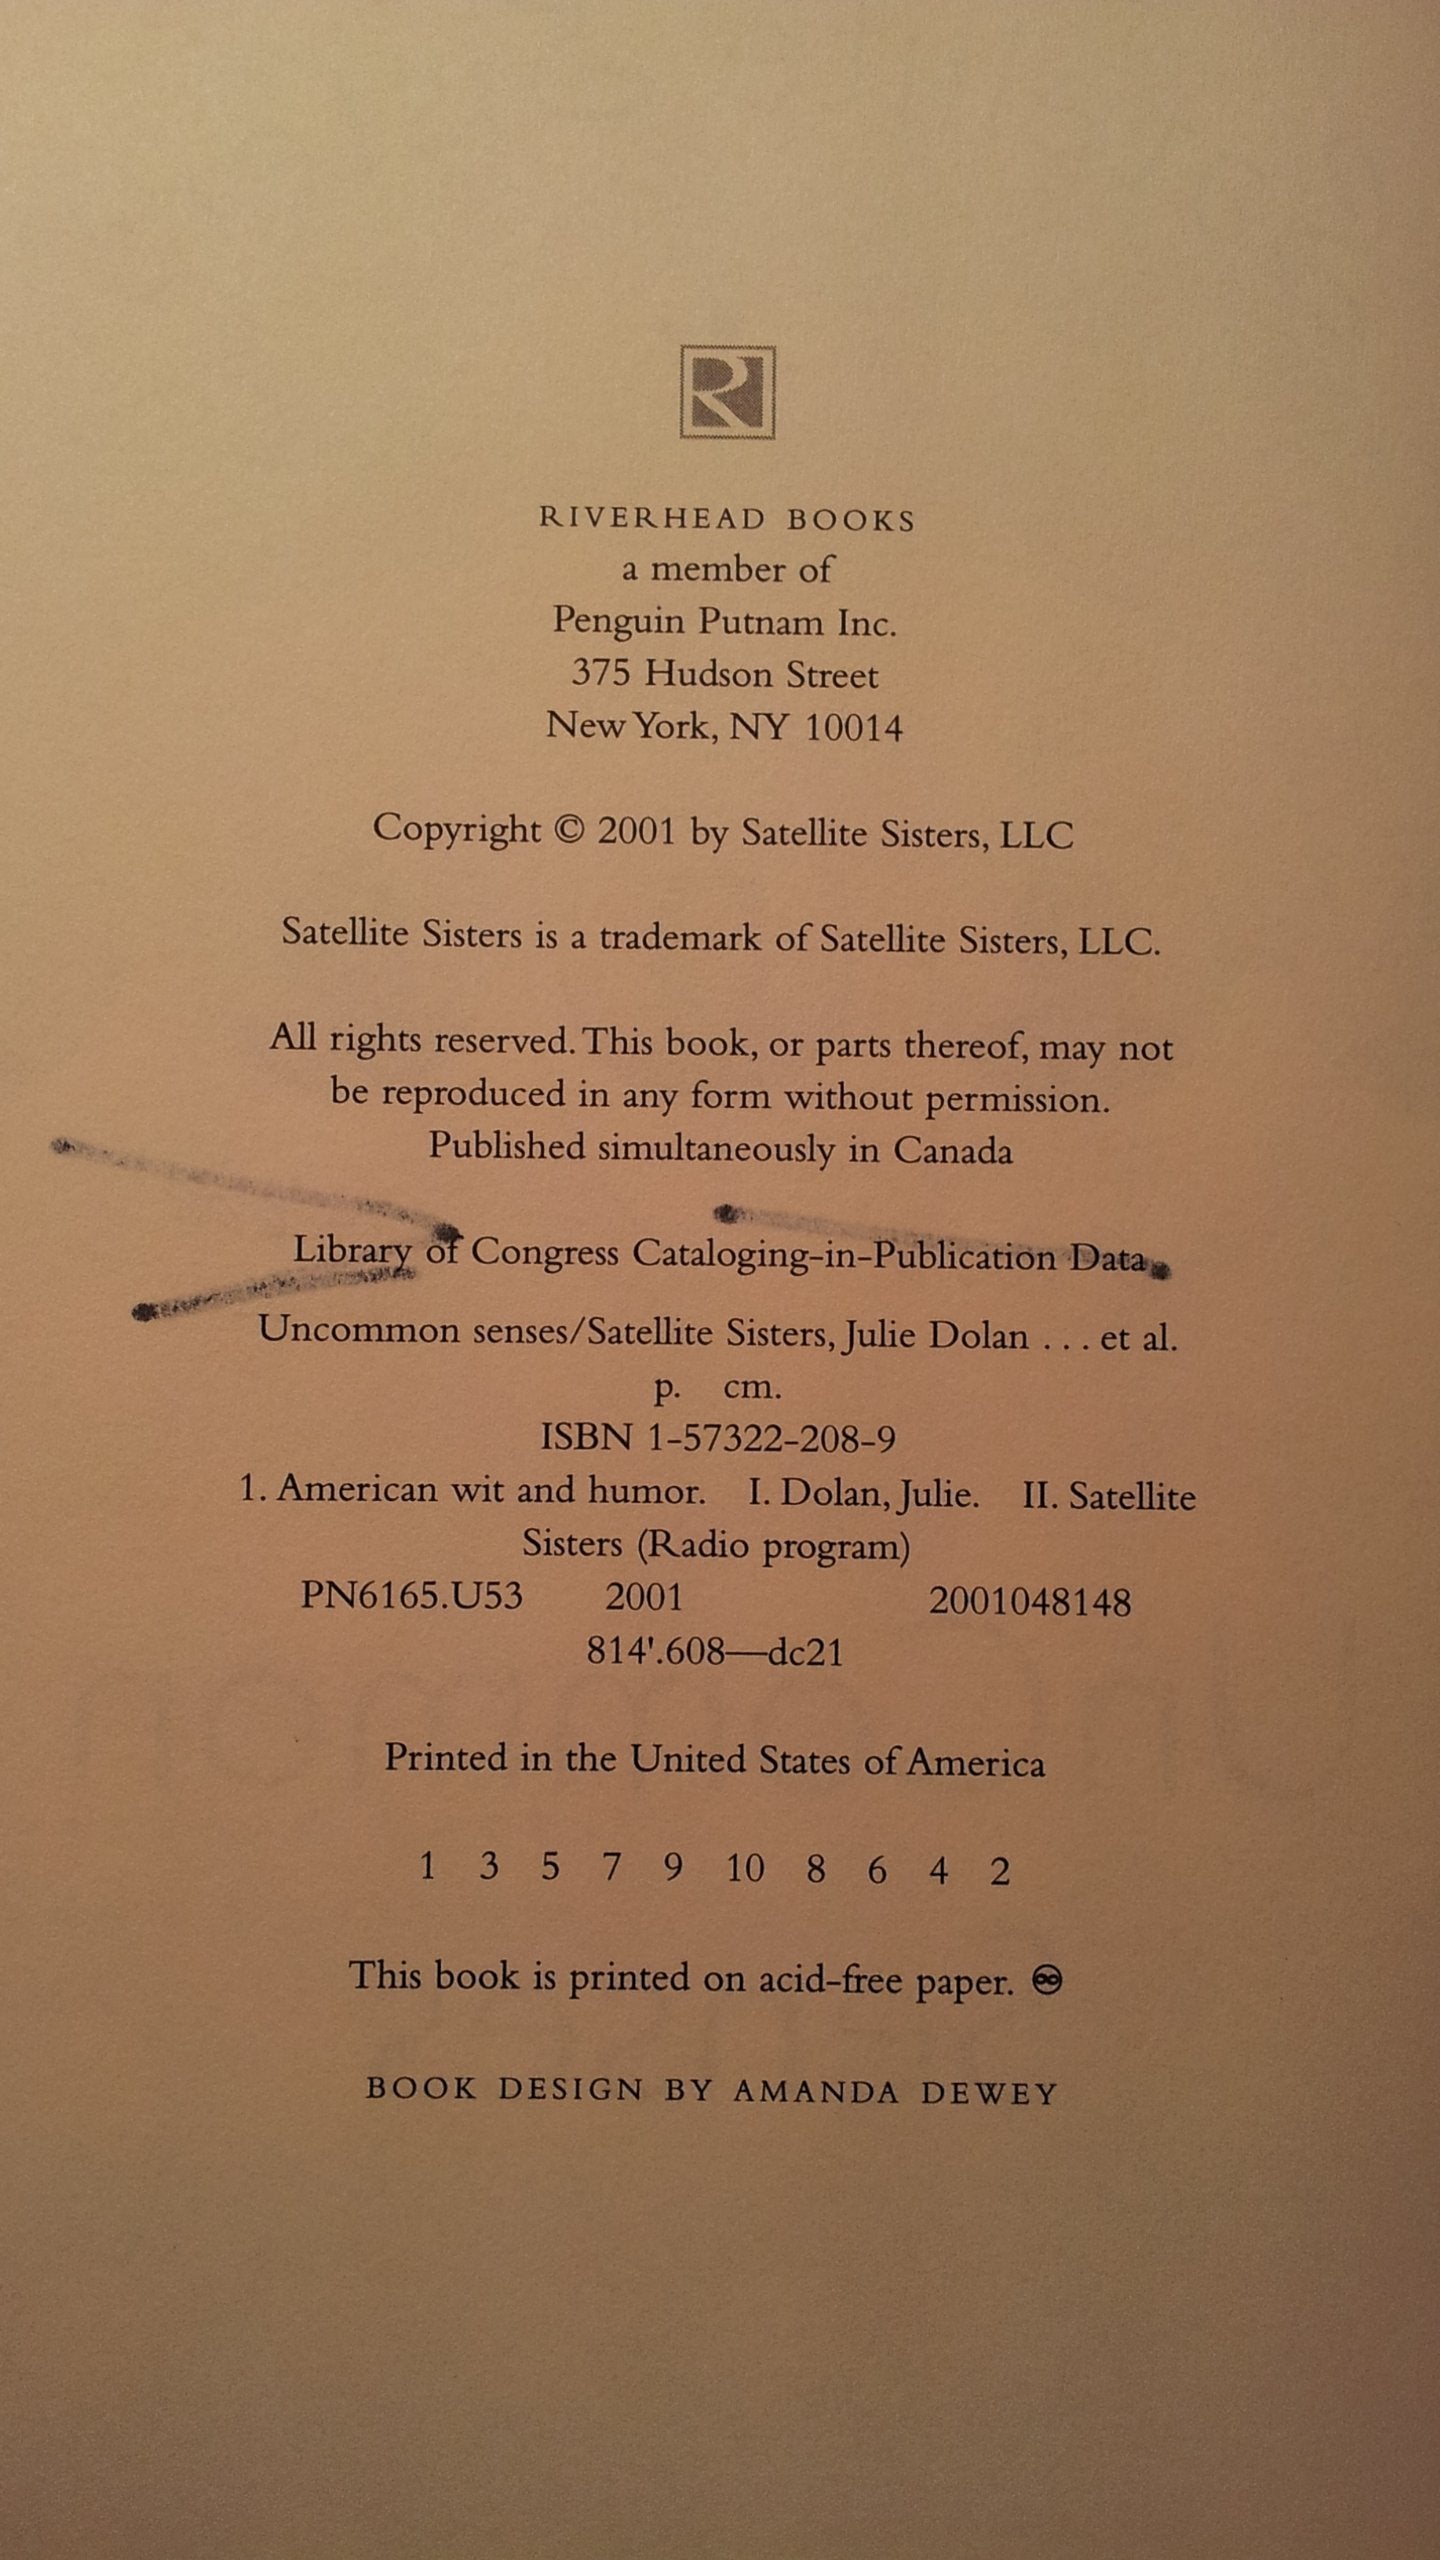 R
RIVERHEAD BOOKS
a member of
Penguin Putnam Inc.
375 Hudson Street
New York, NY 10014
Copyright © 2001 by Satellite Sisters, LLC
Satellite Sisters is a trademark of Satellite Sisters, LLC.
All rights reserved. This book, or parts thereof, may not
be reproduced in any form without permission.
Published simultaneously in Canada
Library of Congress Cataloging-in-Publication Data
Uncommon senses/Satellite Sisters, Julie Dolan . . . et al.
p. cm.
ISBN 1-57322-208-9
1. American wit and humor. I. Dolan, Julie. II. Satellite
Sisters (Radio program)
PN6165.U53 2001 2001048148
814'.608—dc21
Printed in the United States of America
1 3 5 7 9 10 8 6 4 2
This book is printed on acid-free paper. ♾
BOOK DESIGN BY AMANDA DEWEY